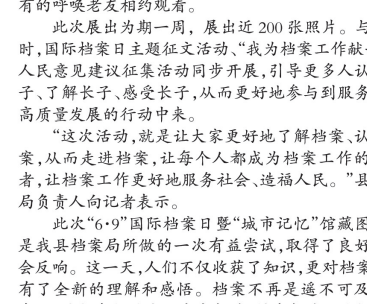 有的呼唤老友相约观看。
此次展出为期一周，展出近 200 张照片。与
时，国际档案日主题征文活动、“我为档案工作献
人民意见建议征集活动同步开展，引导更多人认
子、了解长子、感受长子，从而更好地参与到服务
高质量发展的行动中来。
“这次活动，就是让大家更好地了解档案、认
案，从而走进档案，让每个人都成为档案工作的
者，让档案工作更好地服务社会、造福人民。”县
局负责人向记者表示。
此次“6·9”国际档案日暨“城市记忆”馆藏图
是我县档案局所做的一次有益尝试，取得了良好
会反响。这一天，人们不仅收获了知识，更对档案
有了全新的理解和感悟。档案不再是遥不可及